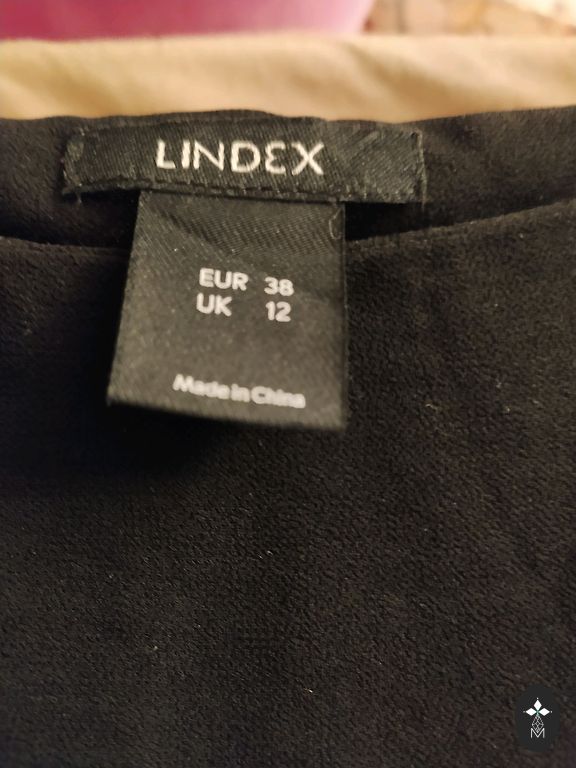 LINDEX
EUR 38
UK 12
Made in China
M